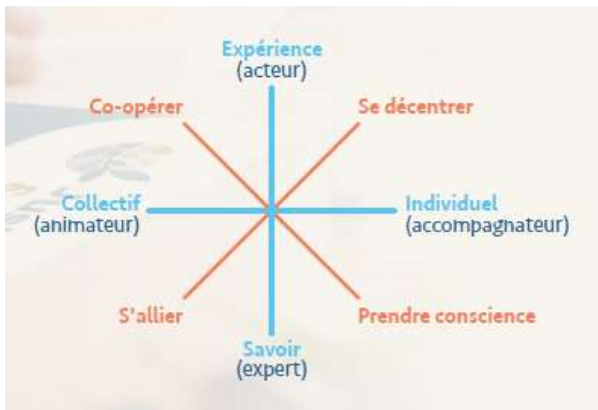 Expérience
(acteur)
Co-opérer
Se décentrer
Collectif
(animateur)
Individuel
(accompagnateur)
S'allier
Prendre conscience
Savoir
(expert)